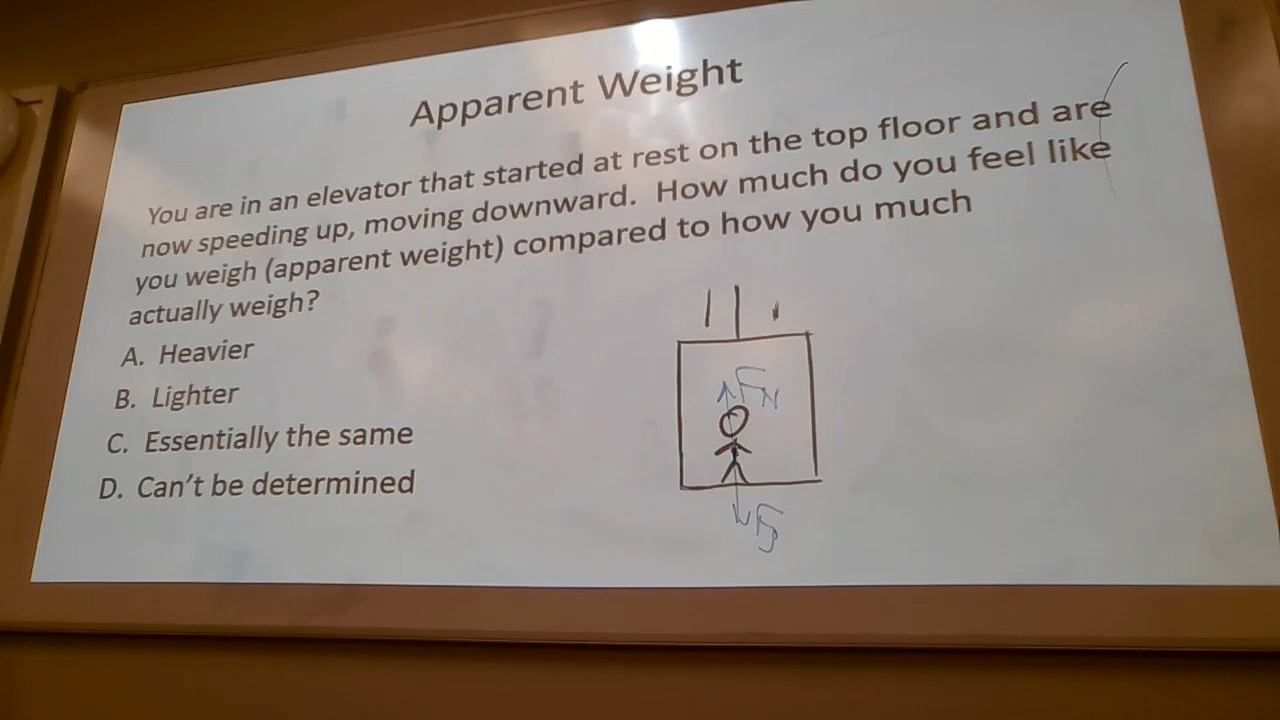 Apparent Weight
You are in an elevator that started at rest on the top floor and are
now speeding up, moving downward. How much do you feel like
you weigh (apparent weight) compared to how you much
actually weigh?
A. Heavier
B. Lighter
C. Essentially the same
D. Can't be determined
FN
Fg